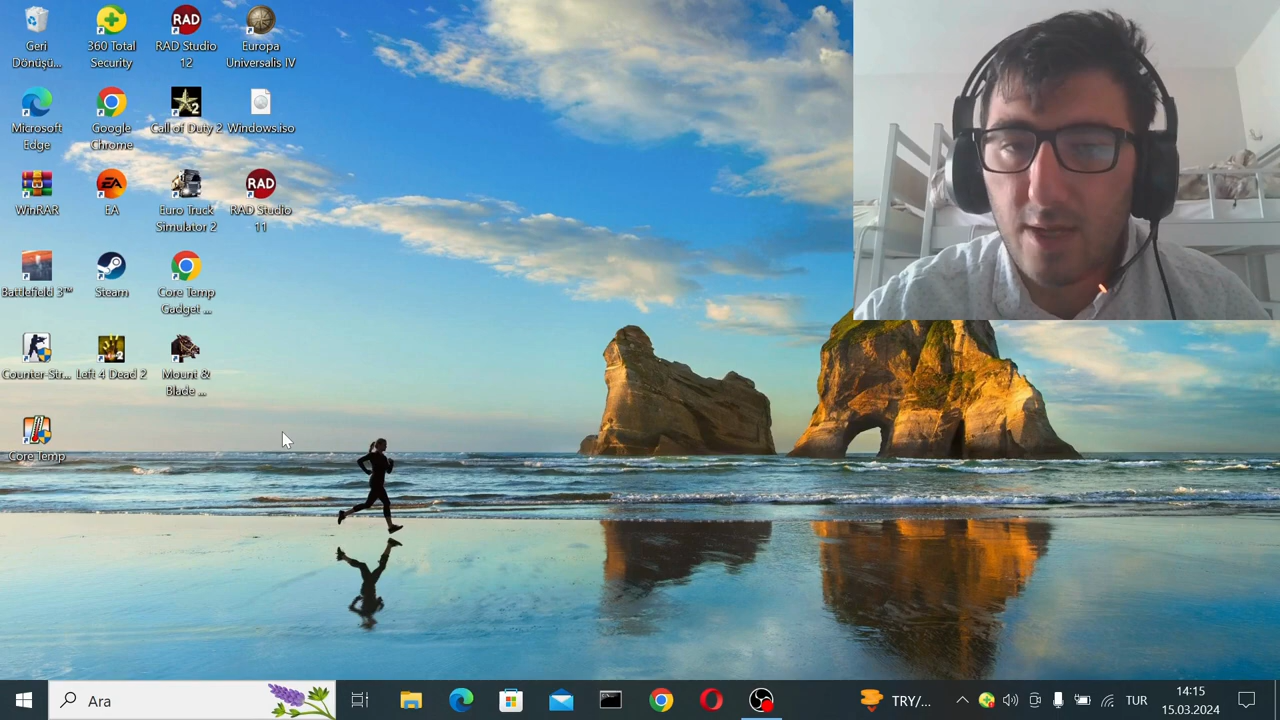 Geri
Dönüşü...
360 Total
Security
RAD
RAD Studio
12
Europa
Universalis IV
Microsoft
Edge
Google
Chrome
2
Call of Duty 2
Windows.iso
WinRAR
EA
EA
Euro Truck
Simulator 2
RAD
RAD Studio
11
Battlefield 3™
Steam
Core Temp
Gadget ...
Counter-Str...
Left 4 Dead 2
Mount &
Blade ...
Core Temp
Ara
TRY/...
TUR
14:15
15.03.2024